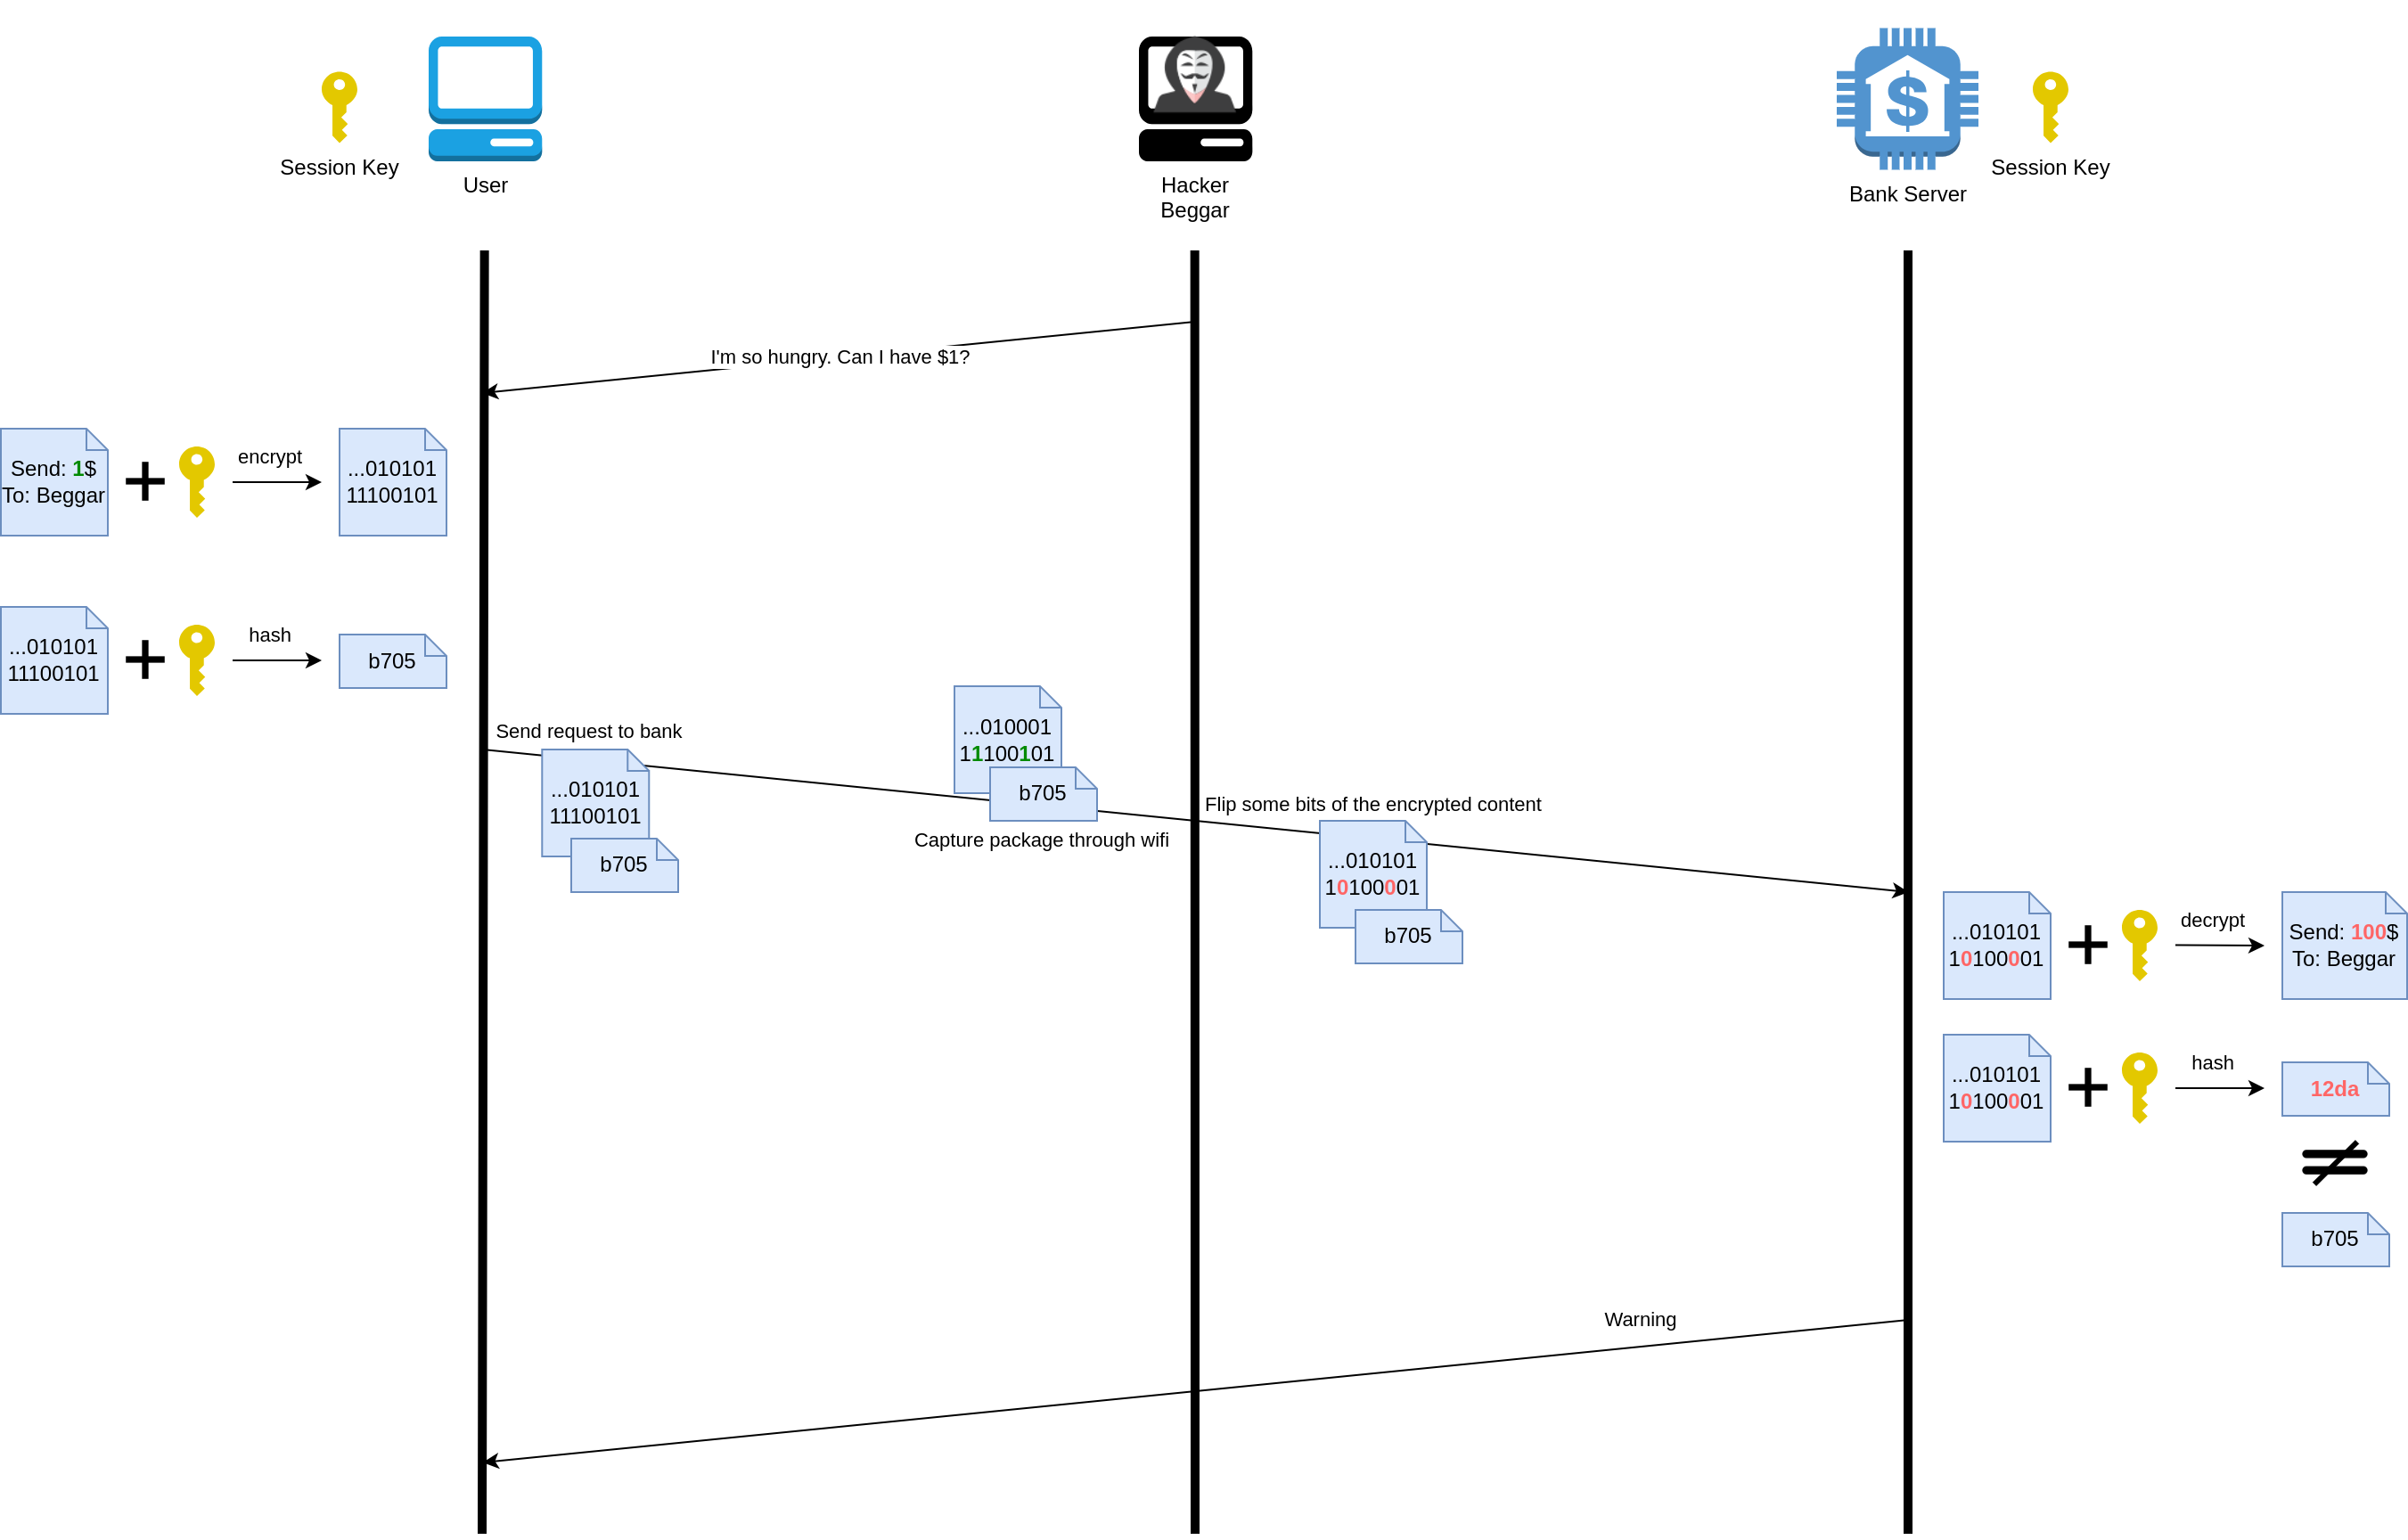 Session Key
User
Hacker
Beggar
Bank Server
Session Key
I'm so hungry. Can I have $1?
Send: 1$
To: Beggar
encrypt
...010101
11100101
...010101
11100101
hash
b705
Send request to bank
...010101
11100101
b705
...010001
11100101
b705
Capture package through wifi
Flip some bits of the encrypted content
...010101
10100001
b705
...010101
10100001
decrypt
Send: 100$
To: Beggar
...010101
10100001
hash
12da
≠
b705
Warning